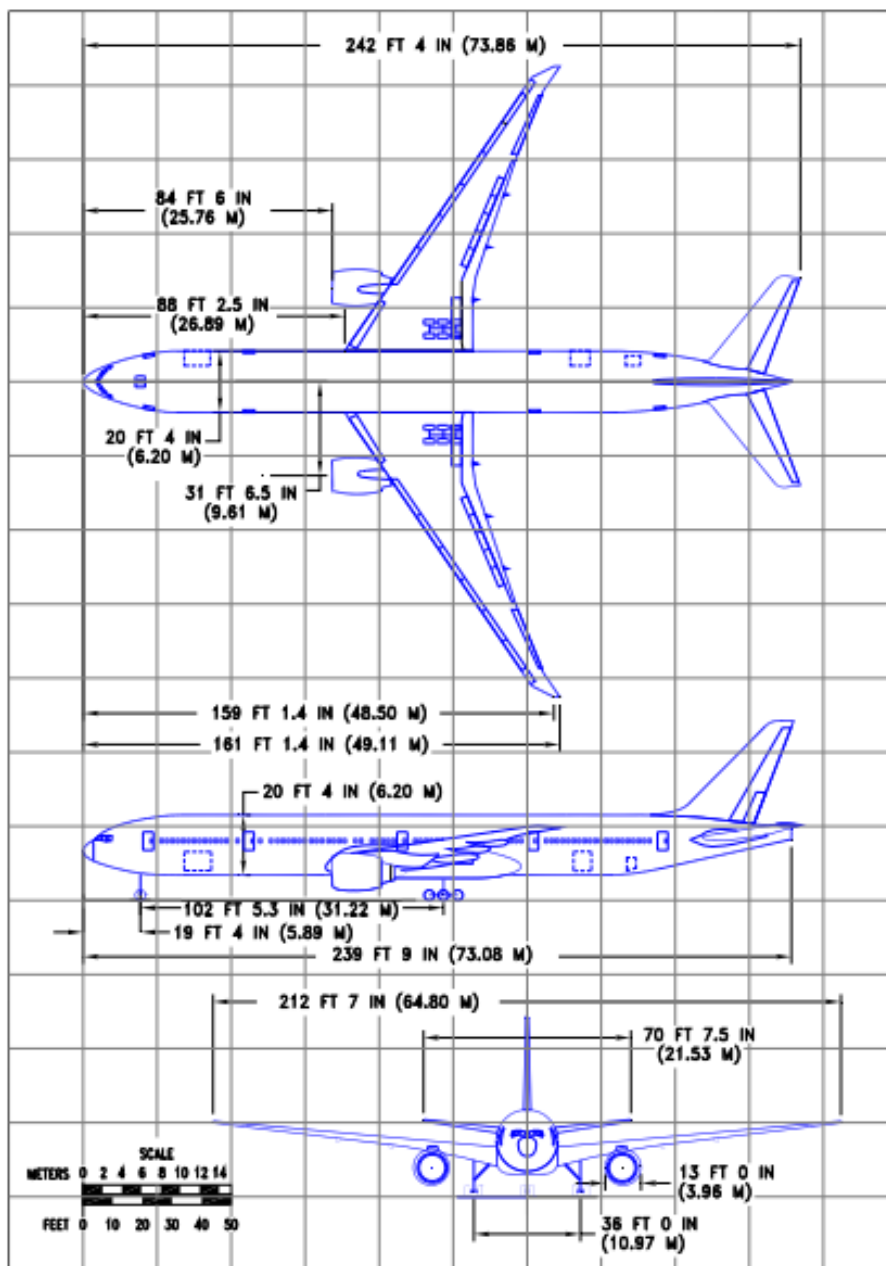 242 FT 4 IN (73.86 M)
84 FT 6 IN
(25.76 M)
88 FT 2.5 IN
(26.89 M)
20 FT 4 IN
(6.20 M)
31 FT 6.5 IN
(9.61 M)
159 FT 1.4 IN (48.50 M)
161 FT 1.4 IN (49.11 M)
20 FT 4 IN (6.20 M)
102 FT 5.3 IN (31.22 M)
19 FT 4 IN (5.89 M)
239 FT 9 IN (73.08 M)
212 FT 7 IN (64.80 M)
70 FT 7.5 IN
(21.53 M)
SCALE
METERS 0 2 4 6 8 10 12 14
FEET 0 10 20 30 40 50
13 FT 0 IN
(3.96 M)
36 FT 0 IN
(10.97 M)